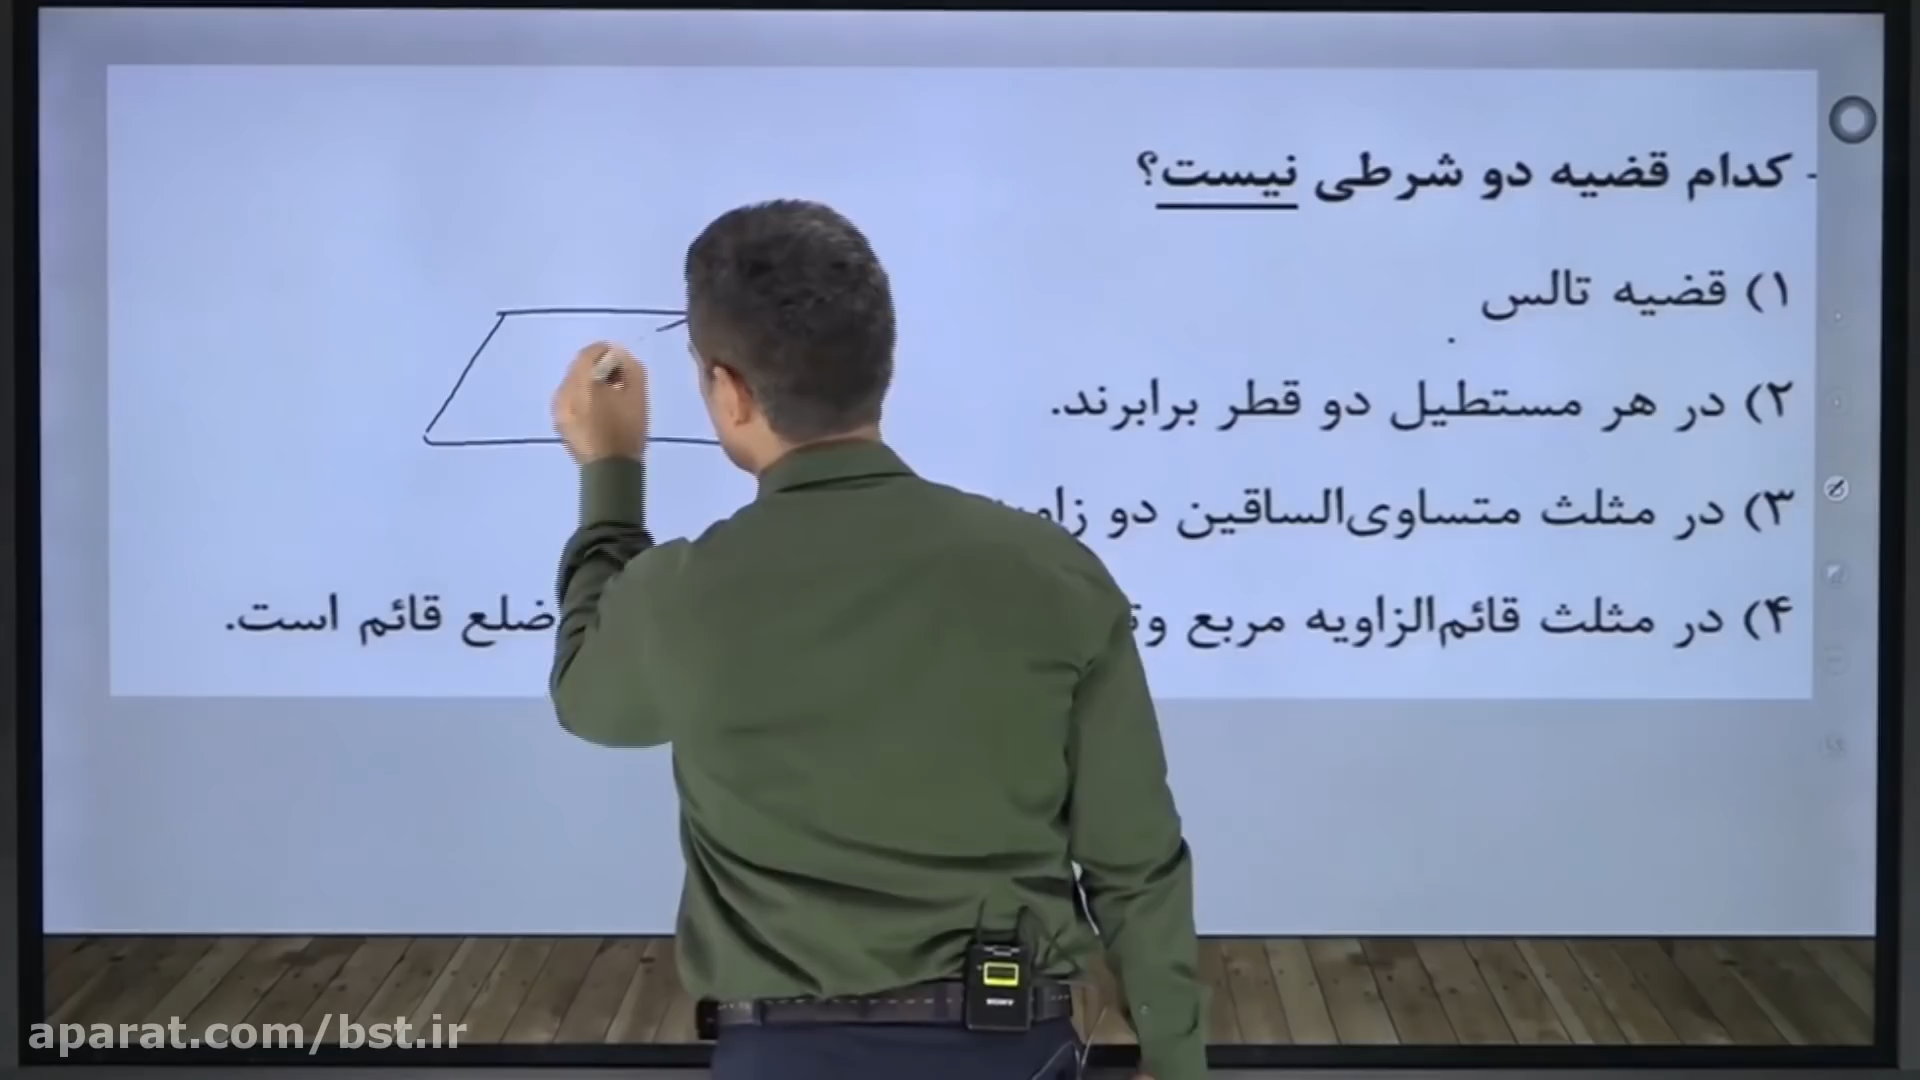 - کدام قضیه دو شرطی نیست؟
۱) قضیه تالس
۲) در هر مستطیل دو قطر برابرند.
۳) در مثلث متساوی‌الساقین دو
۴) در مثلث قائم‌الزاویه مربع ضلع قائم است.
SONY
aparat.com/bst.ir